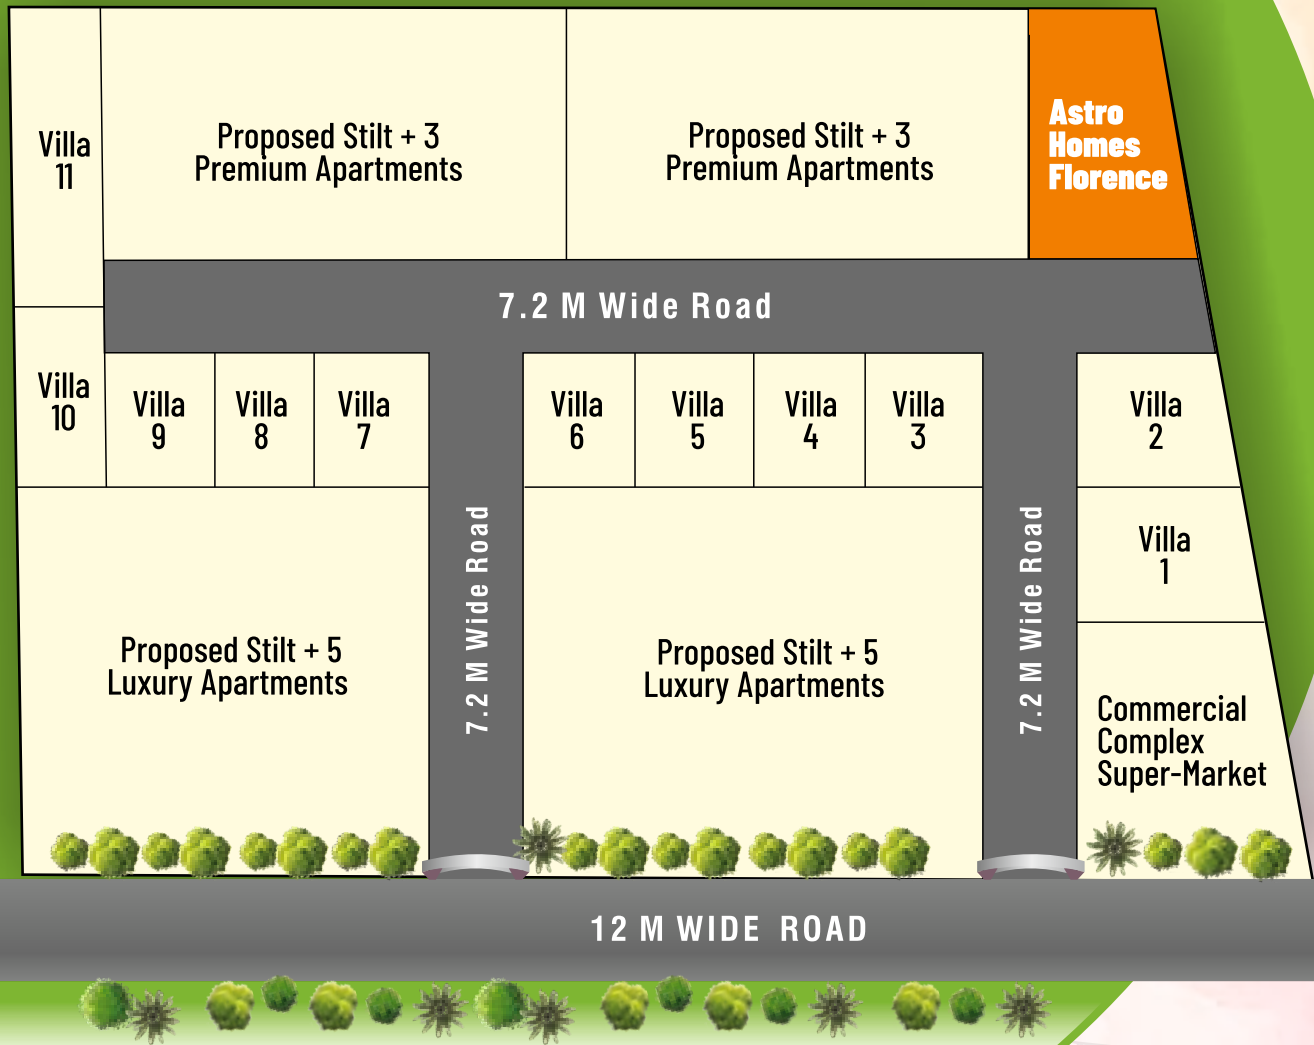 Villa
11
Proposed Stilt + 3
Premium Apartments
Proposed Stilt + 3
Premium Apartments
Astro
Homes
Florence
7.2 M Wide Road
Villa
10
Villa
9
Villa
8
Villa
7
Villa
6
Villa
5
Villa
4
Villa
3
Villa
2
Villa
1
7.2 M Wide Road
7.2 M Wide Road
Proposed Stilt + 5
Luxury Apartments
Proposed Stilt + 5
Luxury Apartments
Commercial
Complex
Super-Market
12 M WIDE ROAD